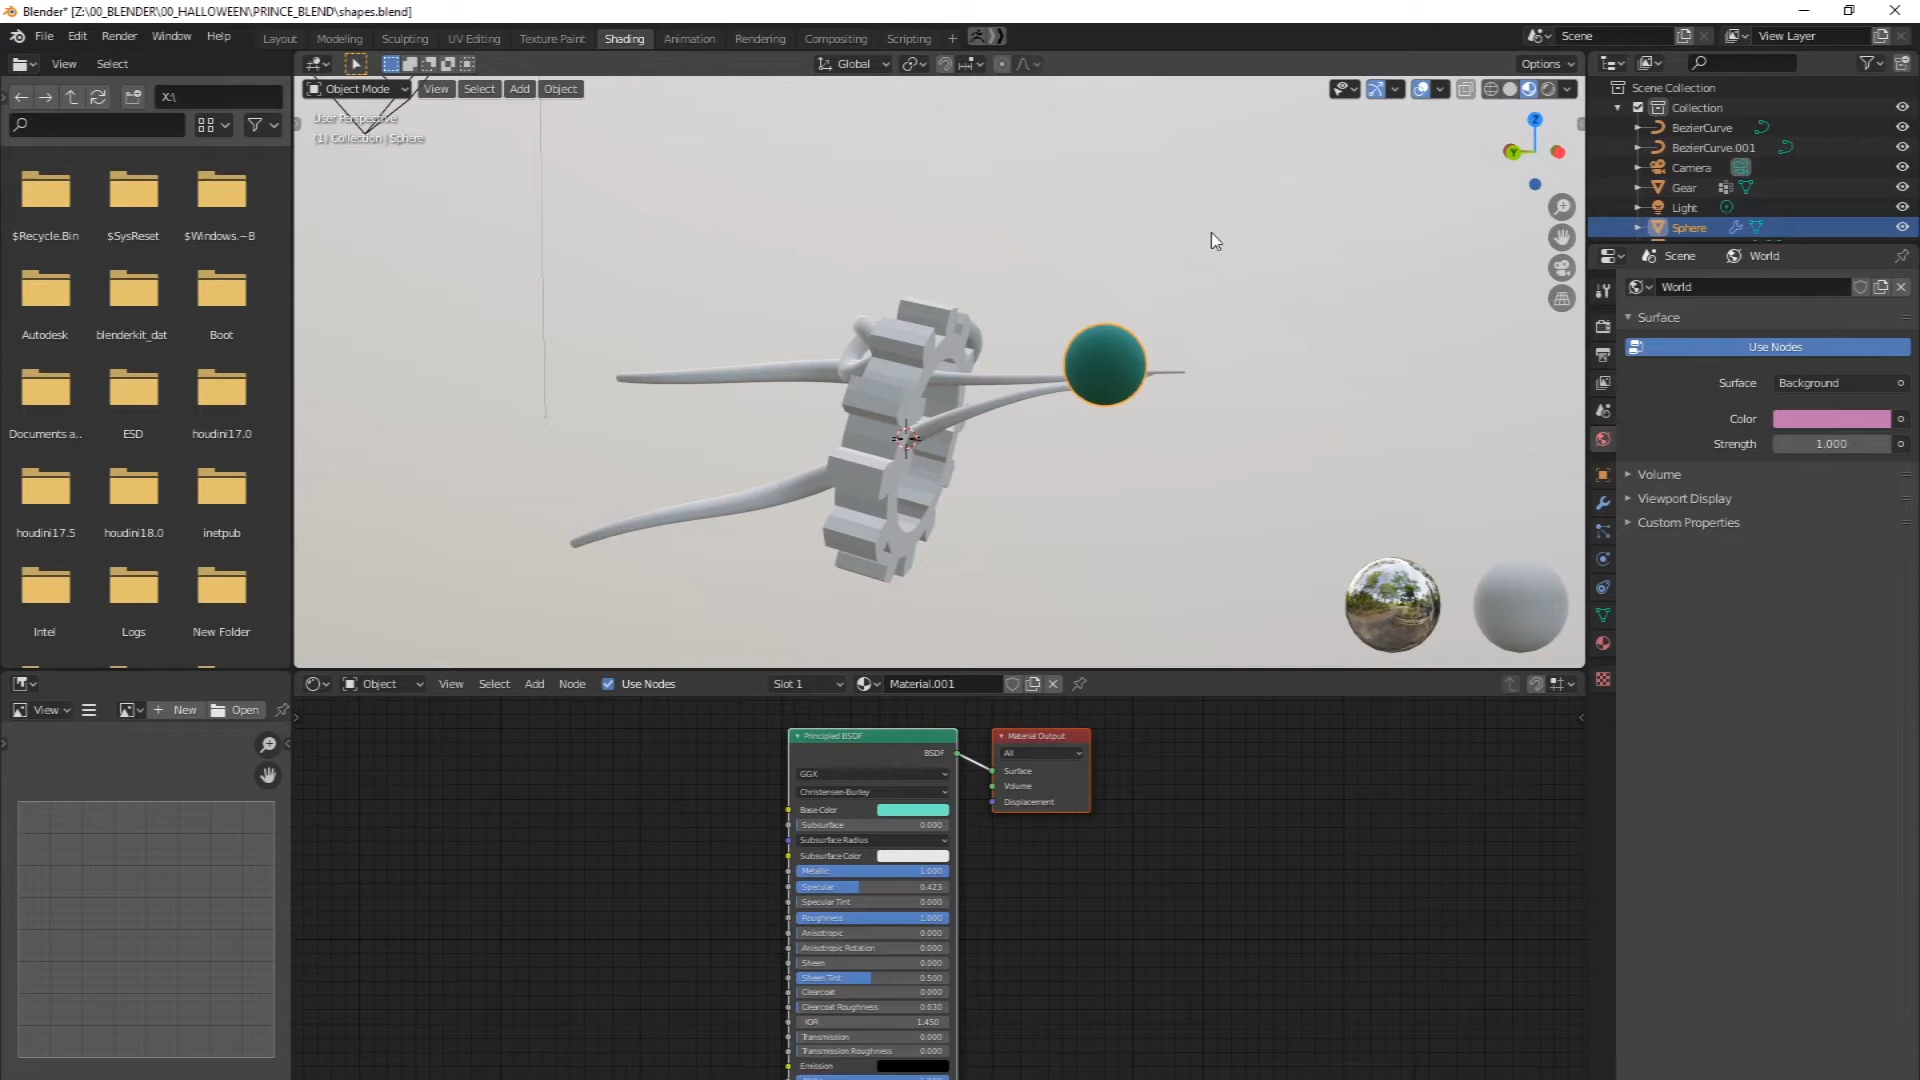 Blender* [Z:\00_BLENDER\00_HALLOWEEN\PRINCE_BLEND\shapes.blend]
File Edit Render Window Help
Layout Modeling Sculpting UV Editing Texture Paint Shading Animation Rendering Compositing Scripting
Scene
View Layer
View Select
Global
Options
X:\
Object Mode View Select Add Object
User Perspective
(1) Collection | Sphere
Z
Y
$Recycle.Bin $SysReset $Windows.~B
Autodesk blenderkit_dat Boot
Documents a.. ESD houdini17.0
houdini17.5 houdini18.0 inetpub
Intel Logs New Folder
Scene Collection
Collection
BezierCurve
BezierCurve.001
Camera
Gear
Light
Sphere
Scene World
World
Surface
Use Nodes
Surface Background
Color
Strength 1.000
Volume
Viewport Display
Custom Properties
View New Open
Object View Select Add Node Use Nodes Slot 1 Material.001
Principled BSDF
BSDF
GGX
Christensen-Burley
Base Color
Subsurface 0.000
Subsurface Radius
Subsurface Color
Metallic 1.000
Specular 0.423
Specular Tint 0.000
Roughness 1.000
Anisotropic 0.000
Anisotropic Rotation 0.000
Sheen 0.000
Sheen Tint 0.500
Clearcoat 0.000
Clearcoat Roughness 0.030
IOR 1.450
Transmission 0.000
Transmission Roughness 0.000
Emission
Material Output
All
Surface
Volume
Displacement